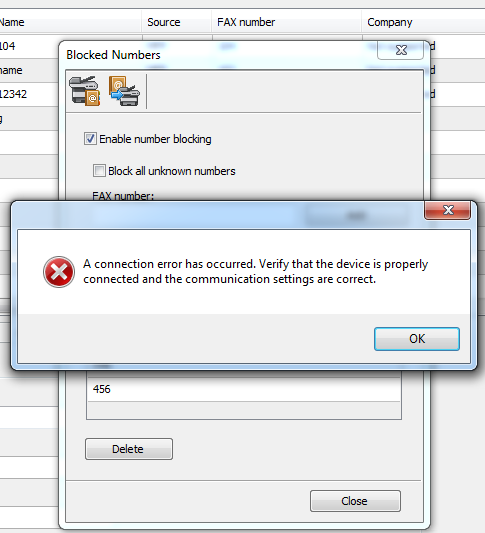 Name Source FAX number Company
104
Blocked Numbers
name
12342
Enable number blocking
Block all unknown numbers
FAX number:
A connection error has occurred. Verify that the device is properly
connected and the communication settings are correct.
OK
456
Delete
Close